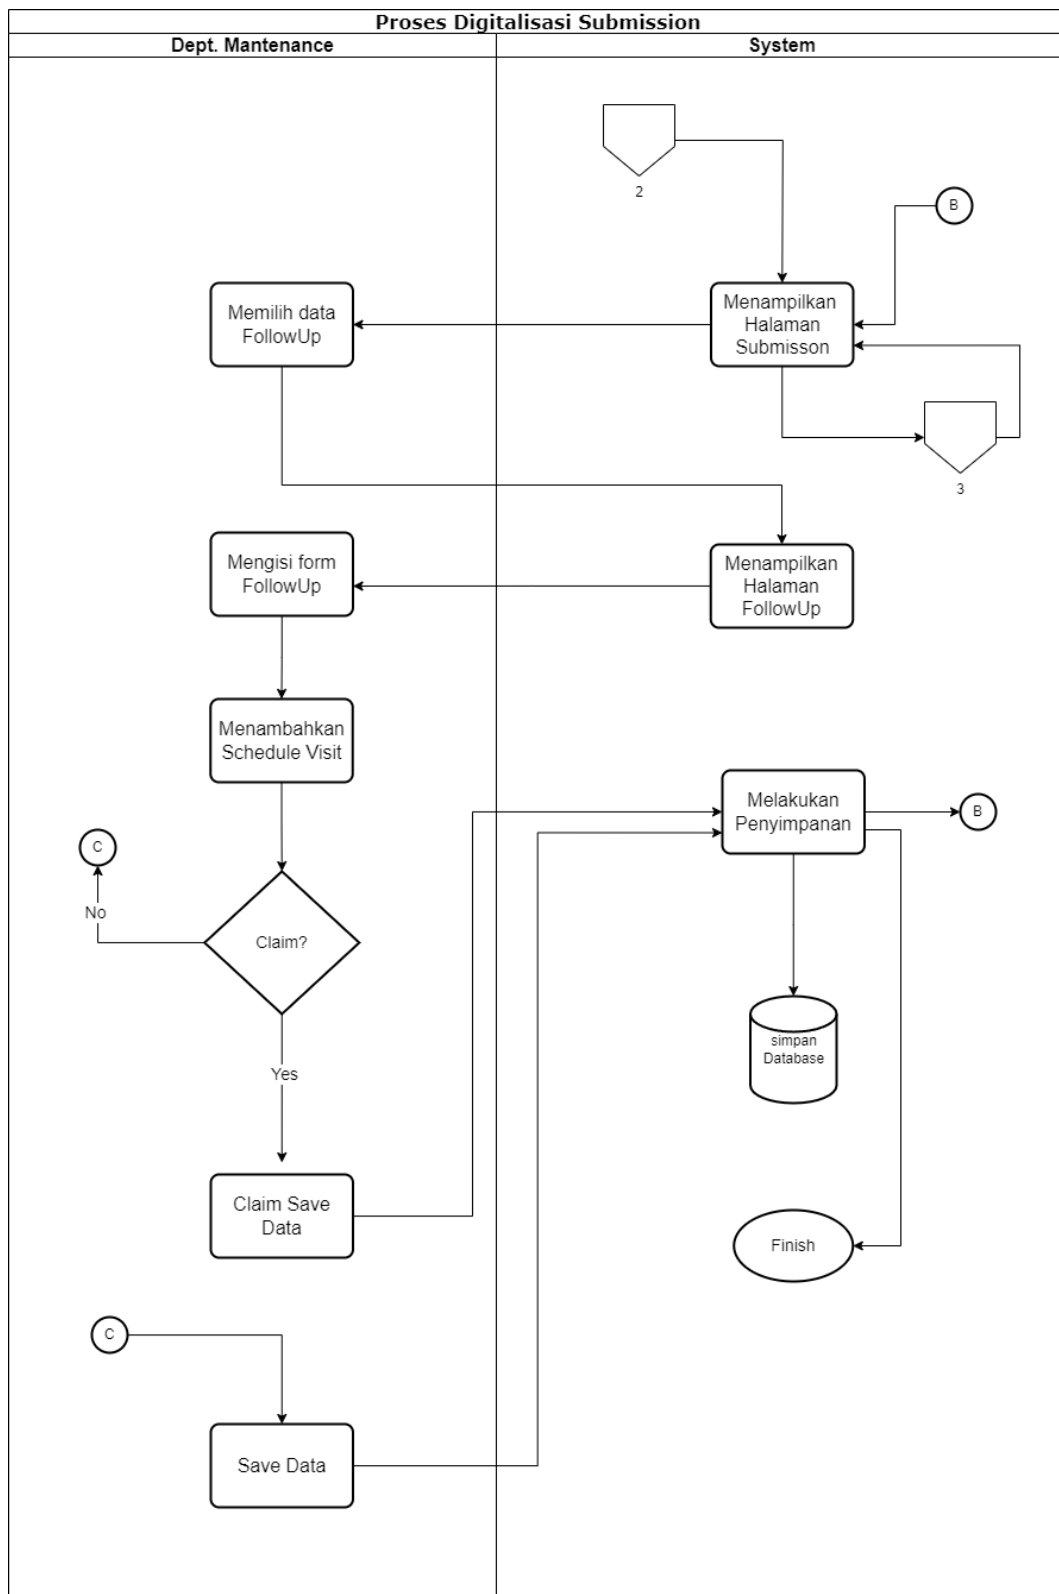 Proses Digitalisasi Submission
Dept. Mantenance
System
2
B
Memilih data
FollowUp
Menampilkan
Halaman
Submisson
3
Mengisi form
FollowUp
Menampilkan
Halaman
FollowUp
Menambahkan
Schedule Visit
Melakukan
Penyimpanan
B
C
No
Claim?
simpan
Database
Yes
Claim Save
Data
Finish
C
Save Data